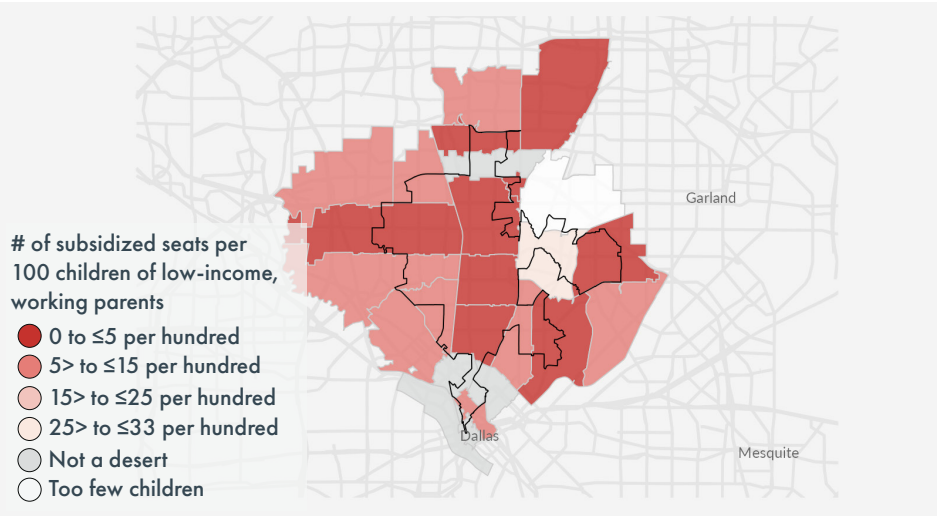 Garland
# of subsidized seats per
100 children of low-income,
working parents
0 to ≤5 per hundred
5> to ≤15 per hundred
15> to ≤25 per hundred
25> to ≤33 per hundred
Not a desert
Too few children
Dallas
Mesquite